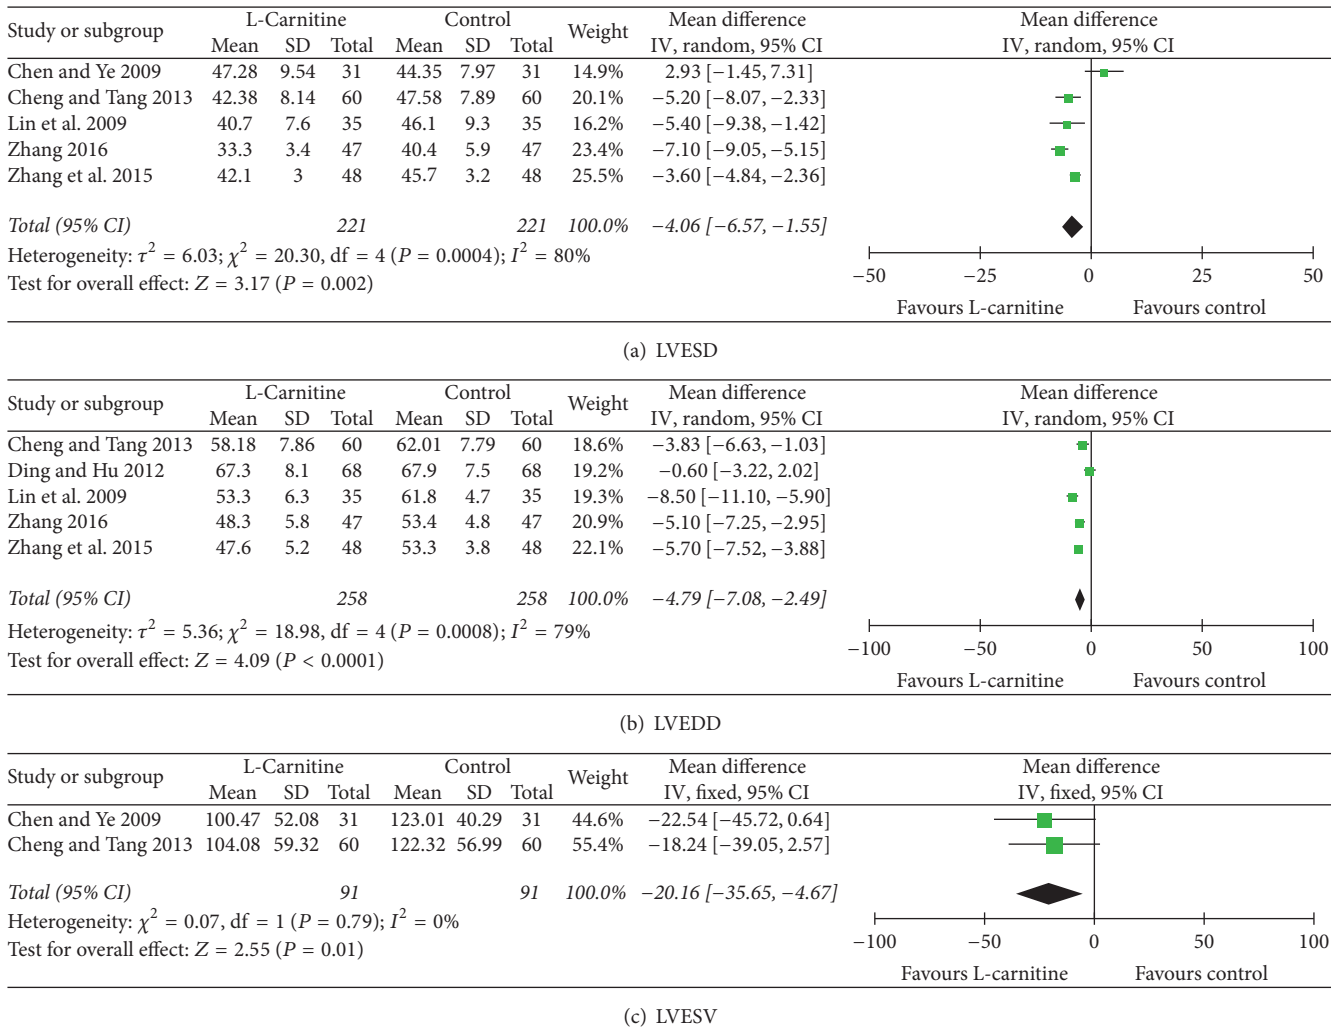 Study or subgroup L-Carnitine Control Weight Mean difference Mean difference
Mean SD Total Mean SD Total IV, random, 95% CI IV, random, 95% CI
Chen and Ye 2009 47.28 9.54 31 44.35 7.97 31 14.9% 2.93 [−1.45, 7.31]
Cheng and Tang 2013 42.38 8.14 60 47.58 7.89 60 20.1% −5.20 [−8.07, −2.33]
Lin et al. 2009 40.7 7.6 35 46.1 9.3 35 16.2% −5.40 [−9.38, −1.42]
Zhang 2016 33.3 3.4 47 40.4 5.9 47 23.4% −7.10 [−9.05, −5.15]
Zhang et al. 2015 42.1 3 48 45.7 3.2 48 25.5% −3.60 [−4.84, −2.36]
Total (95% CI) 221 221 100.0% −4.06 [−6.57, −1.55]
Heterogeneity: τ² = 6.03; χ² = 20.30, df = 4 (P = 0.0004); I² = 80%
Test for overall effect: Z = 3.17 (P = 0.002)
−50 −25 0 25 50
Favours L-carnitine Favours control
(a) LVESD
Study or subgroup L-Carnitine Control Weight Mean difference Mean difference
Mean SD Total Mean SD Total IV, random, 95% CI IV, random, 95% CI
Cheng and Tang 2013 58.18 7.86 60 62.01 7.79 60 18.6% −3.83 [−6.63, −1.03]
Ding and Hu 2012 67.3 8.1 68 67.9 7.5 68 19.2% −0.60 [−3.22, 2.02]
Lin et al. 2009 53.3 6.3 35 61.8 4.7 35 19.3% −8.50 [−11.10, −5.90]
Zhang 2016 48.3 5.8 47 53.4 4.8 47 20.9% −5.10 [−7.25, −2.95]
Zhang et al. 2015 47.6 5.2 48 53.3 3.8 48 22.1% −5.70 [−7.52, −3.88]
Total (95% CI) 258 258 100.0% −4.79 [−7.08, −2.49]
Heterogeneity: τ² = 5.36; χ² = 18.98, df = 4 (P = 0.0008); I² = 79%
Test for overall effect: Z = 4.09 (P < 0.0001)
−100 −50 0 50 100
Favours L-carnitine Favours control
(b) LVEDD
Study or subgroup L-Carnitine Control Weight Mean difference Mean difference
Mean SD Total Mean SD Total IV, fixed, 95% CI IV, fixed, 95% CI
Chen and Ye 2009 100.47 52.08 31 123.01 40.29 31 44.6% −22.54 [−45.72, 0.64]
Cheng and Tang 2013 104.08 59.32 60 122.32 56.99 60 55.4% −18.24 [−39.05, 2.57]
Total (95% CI) 91 91 100.0% −20.16 [−35.65, −4.67]
Heterogeneity: χ² = 0.07, df = 1 (P = 0.79); I² = 0%
Test for overall effect: Z = 2.55 (P = 0.01)
−100 −50 0 50 100
Favours L-carnitine Favours control
(c) LVESV